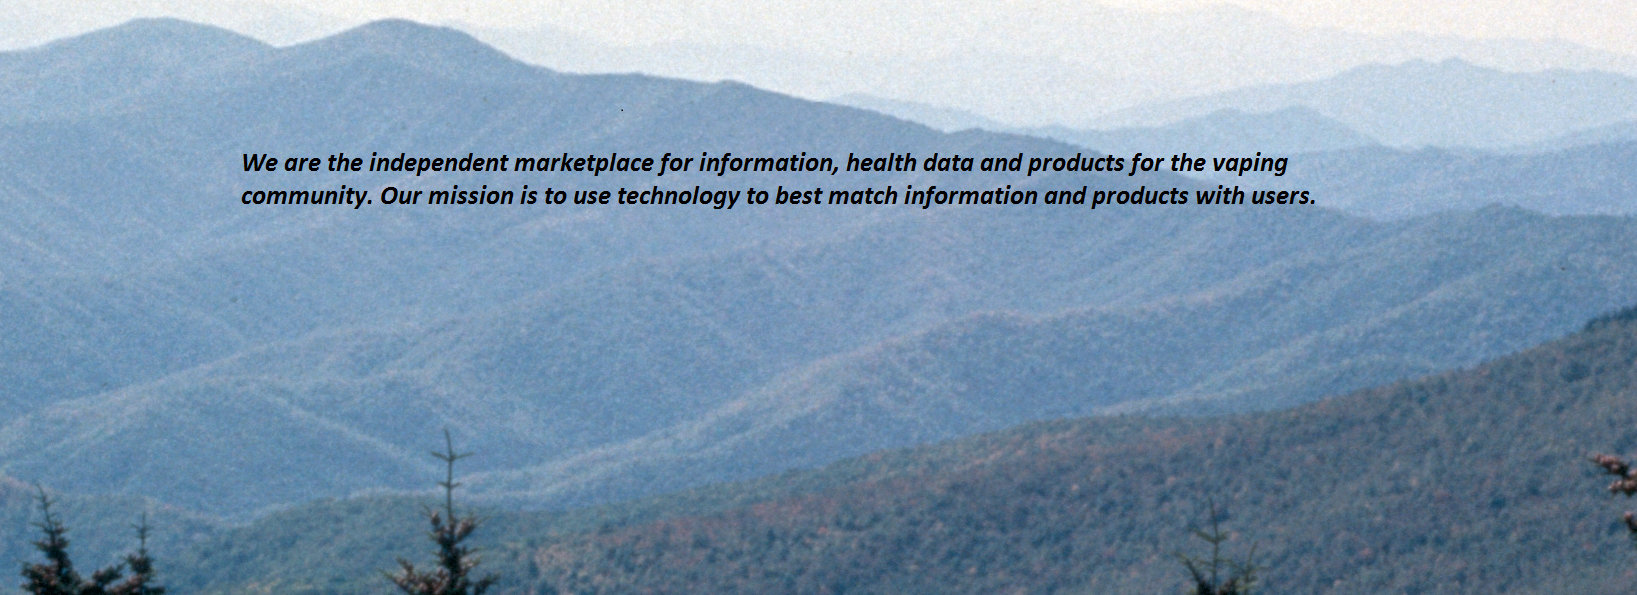 We are the independent marketplace for information, health data and products for the vaping
community. Our mission is to use technology to best match information and products with users.